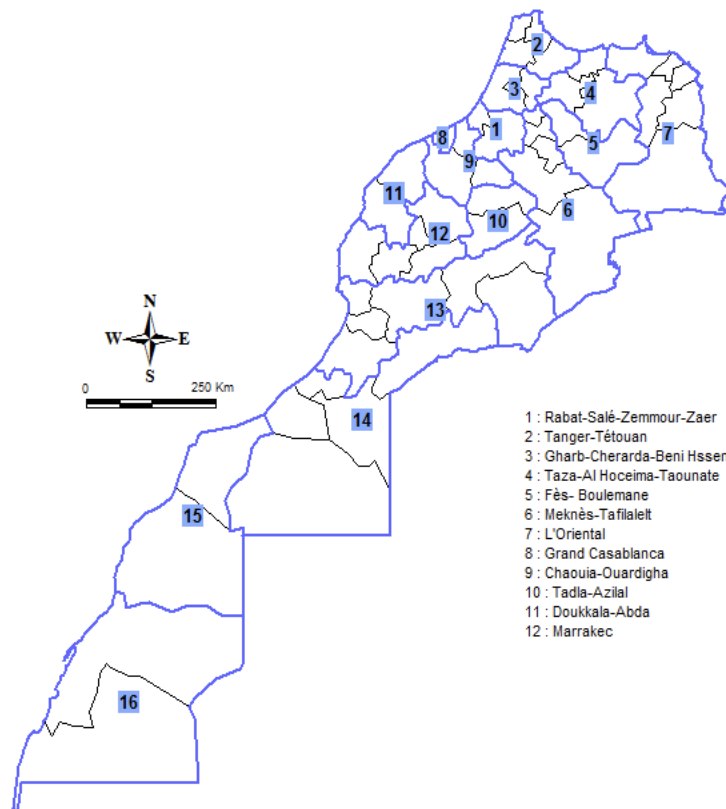 2
3
4
1
8
7
5
9
11
6
10
12
N
W E
S
13
0 250 Km
14
15
16
1 : Rabat-Salé-Zemmour-Zaer
2 : Tanger-Tétouan
3 : Gharb-Cherarda-Beni Hssen
4 : Taza-Al Hoceima-Taounate
5 : Fès- Boulemane
6 : Meknès-Tafilalelt
7 : L'Oriental
8 : Grand Casablanca
9 : Chaouia-Ouardigha
10 : Tadla-Azilal
11 : Doukkala-Abda
12 : Marrakec